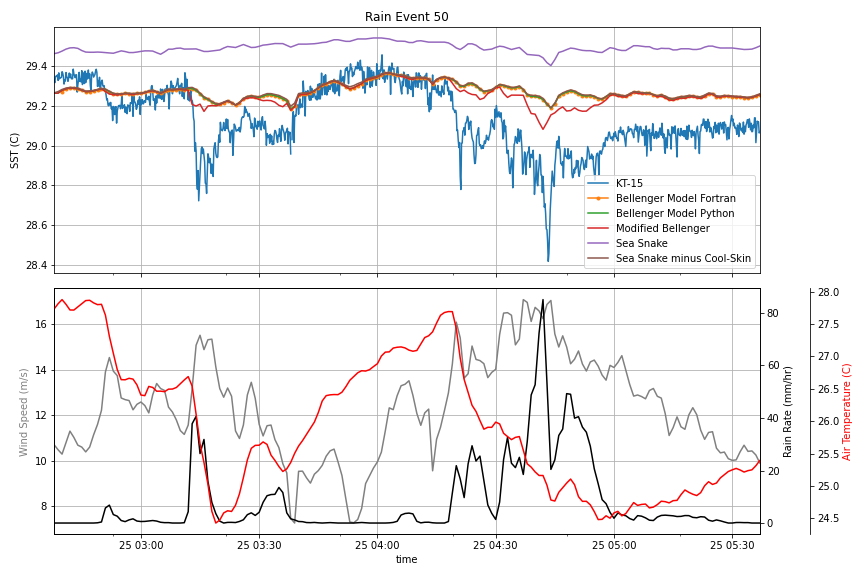 Rain Event 50
SST (C)
29.4
29.2
29.0
28.8
28.6
28.4
KT-15
Bellenger Model Fortran
Bellenger Model Python
Modified Bellenger
Sea Snake
Sea Snake minus Cool-Skin
Wind Speed (m/s)
16
14
12
10
8
80
60
40
20
0
Rain Rate (mm/hr)
28.0
27.5
27.0
26.5
26.0
25.5
25.0
24.5
Air Temperature (C)
25 03:00 25 03:30 25 04:00 25 04:30 25 05:00 25 05:30
time